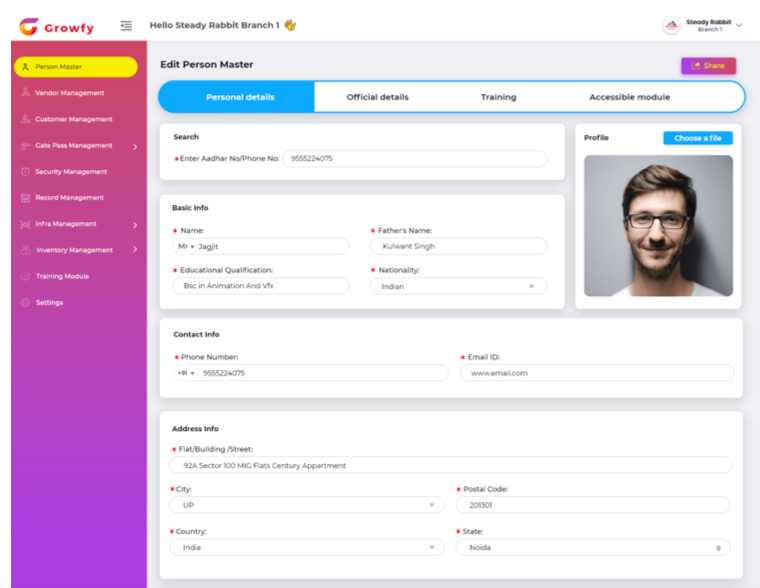 Growfy
Hello Steady Rabbit Branch 1 👋
Steady Rabbit
Branch 1
Person Master
Vendor Management
Customer Management
Gate Pass Management
Security Management
Record Management
Infra Management
Inventory Management
Training Module
Settings
Edit Person Master
Share
Personal details
Official details
Training
Accessible module
Search
*Enter Aadhar No/Phone No: 9555224075
Profile
Choose a file
Basic Info
* Name:
Mr Jagjit
* Father's Name:
Kulwant Singh
* Educational Qualification:
Bsc in Animation And Vfx
* Nationality:
Indian
Contact Info
* Phone Number:
+91 9555224075
* Email ID:
www.email.com
Address Info
* Flat/Building /Street:
92A Sector 100 MIG Flats Century Appartment
*City:
UP
* Postal Code:
201301
* Country:
India
* State:
Noida